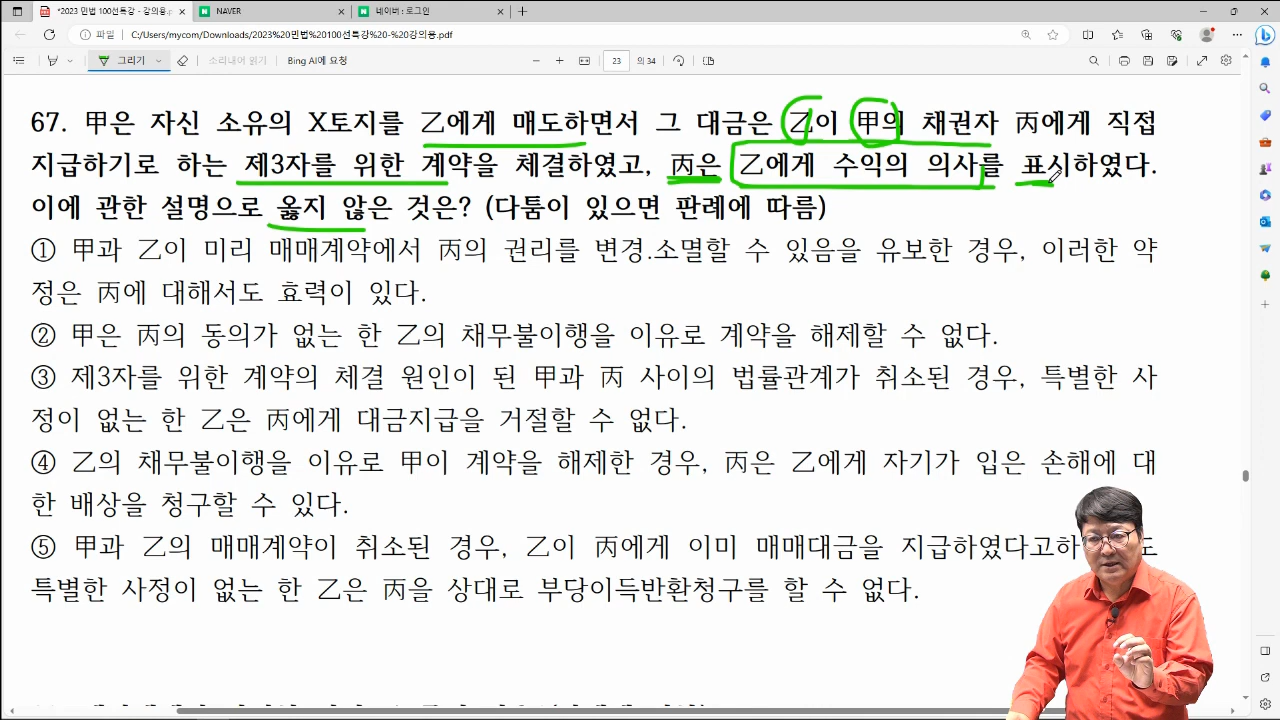 *2023 민법 100선특강 - 강의용.p
NAVER
네이버 : 로그인
파일
C:/Users/mycom/Downloads/2023%20민법%20100선특강%20-%20강의용.pdf
그리기
소리내어 읽기
Bing AI에 요청
23
의 34
67. 甲은 자신 소유의 X토지를 乙에게 매도하면서 그 대금은 乙이 甲의 채권자 丙에게 직접
지급하기로 하는 제3자를 위한 계약을 체결하였고, 丙은 乙에게 수익의 의사를 표시하였다.
이에 관한 설명으로 옳지 않은 것은? (다툼이 있으면 판례에 따름)
① 甲과 乙이 미리 매매계약에서 丙의 권리를 변경.소멸할 수 있음을 유보한 경우, 이러한 약
정은 丙에 대해서도 효력이 있다.
② 甲은 丙의 동의가 없는 한 乙의 채무불이행을 이유로 계약을 해제할 수 없다.
③ 제3자를 위한 계약의 체결 원인이 된 甲과 丙 사이의 법률관계가 취소된 경우, 특별한 사
정이 없는 한 乙은 丙에게 대금지급을 거절할 수 없다.
④ 乙의 채무불이행을 이유로 甲이 계약을 해제한 경우, 丙은 乙에게 자기가 입은 손해에 대
한 배상을 청구할 수 있다.
⑤ 甲과 乙의 매매계약이 취소된 경우, 乙이 丙에게 이미 매매대금을 지급하였다고하 도
특별한 사정이 없는 한 乙은 丙을 상대로 부당이득반환청구를 할 수 없다.